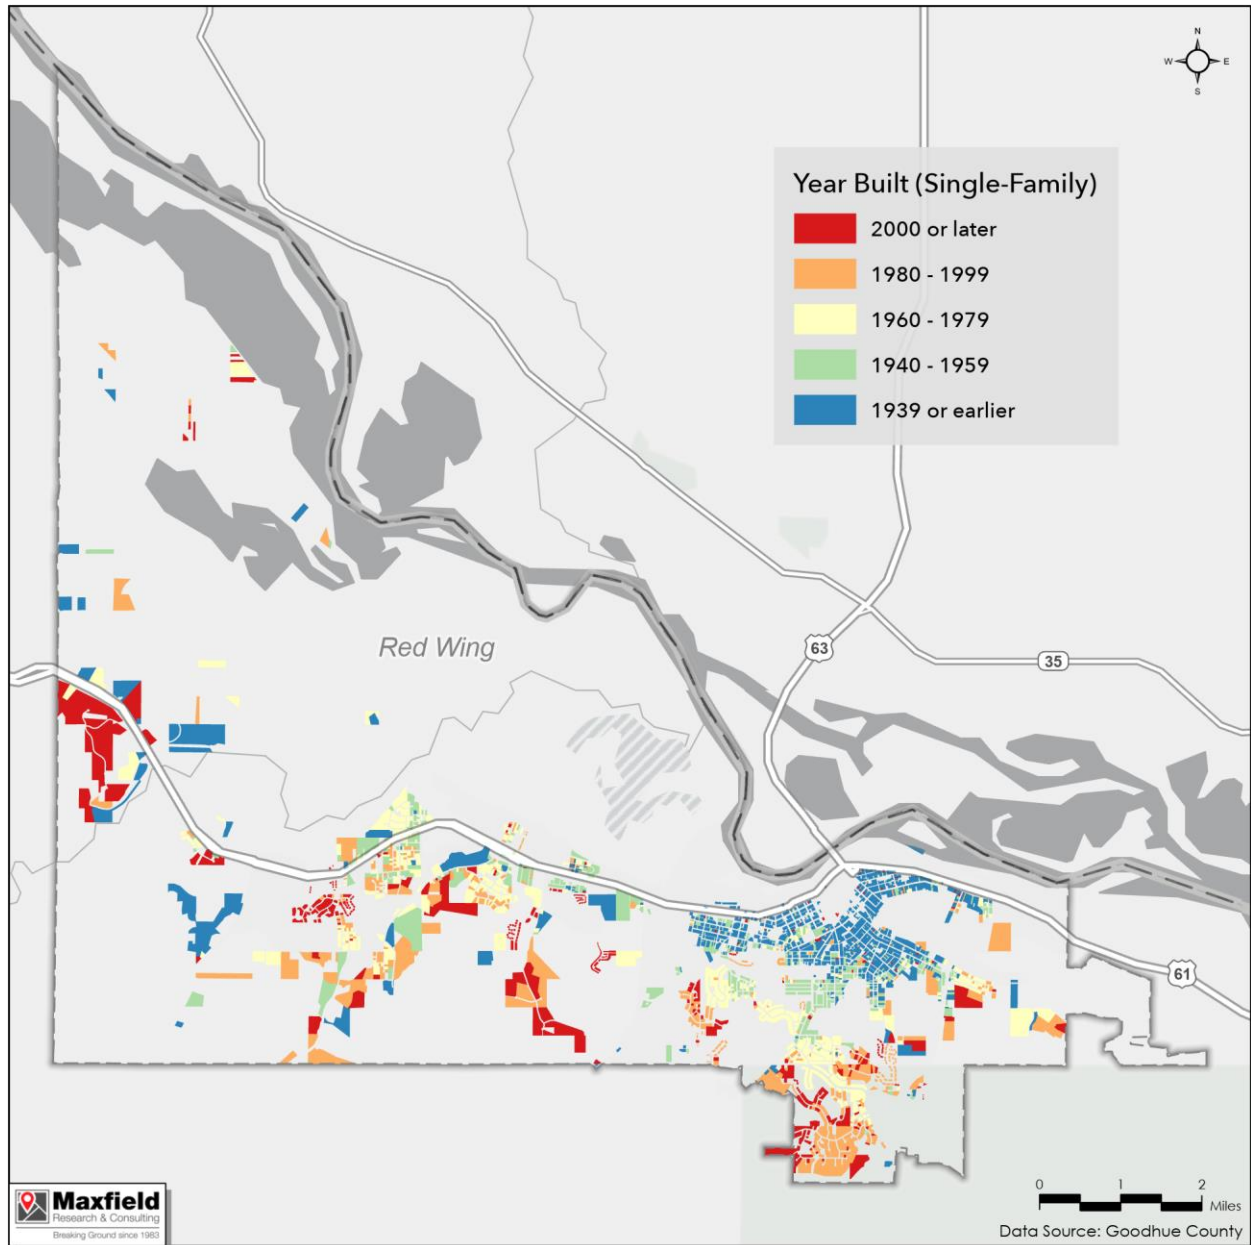 N
W E
S
Year Built (Single-Family)
2000 or later
1980 - 1999
1960 - 1979
1940 - 1959
1939 or earlier
Red Wing
63
35
61
Maxfield
Research & Consulting
Breaking Ground since 1983
0 1 2
Miles
Data Source: Goodhue County